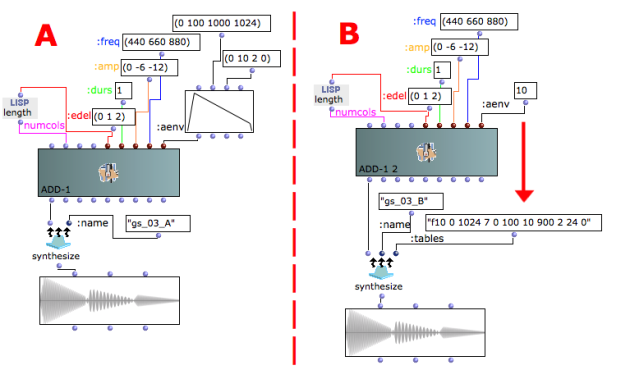 A
(0 100 1000 1024)
:freq (440 660 880)
:amp (0 -6 -12)
(0 10 2 0)
:durs 1
LISP
length
:edel (0 1 2)
numcols
:aenv
ADD-1
:name "gs_03_A"
synthesize
B
:freq (440 660 880)
:amp (0 -6 -12)
:durs 1
LISP
length
:edel (0 1 2)
10
:aenv
numcols
ADD-1 2
"gs_03_B"
:name "f10 0 1024 7 0 100 10 900 2 24 0"
:tables
synthesize